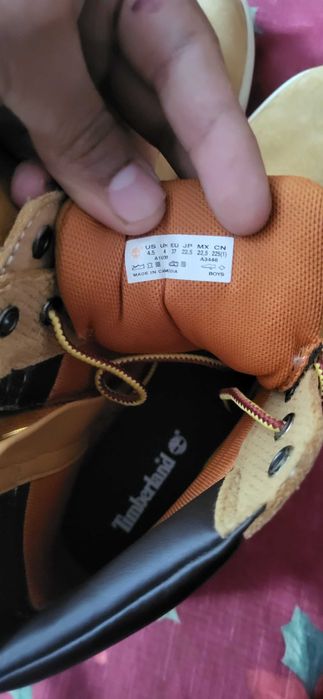 US UK EU JP MX CN
4.5 4 37 22.5 22.5 225(1)
A3446
MADE IN CAMBODIA
BOYS
Timberland